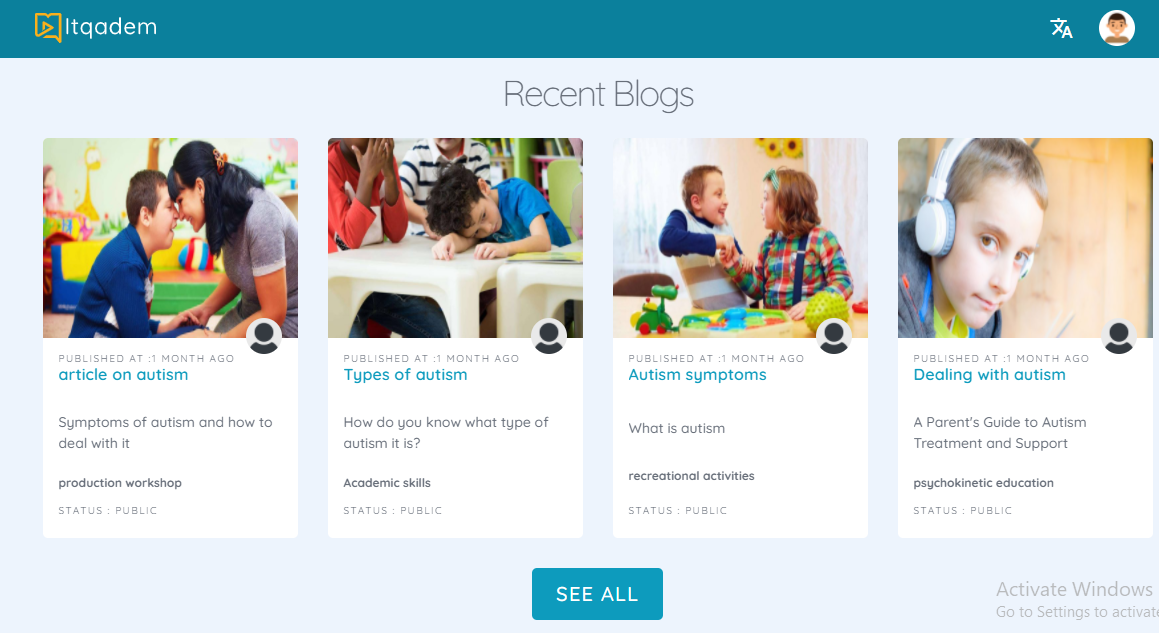 Itqadem
Recent Blogs
PUBLISHED AT :1 MONTH AGO
article on autism
Symptoms of autism and how to
deal with it
production workshop
STATUS : PUBLIC
PUBLISHED AT :1 MONTH AGO
Types of autism
How do you know what type of
autism it is?
Academic skills
STATUS : PUBLIC
PUBLISHED AT :1 MONTH AGO
Autism symptoms
What is autism
recreational activities
STATUS : PUBLIC
PUBLISHED AT :1 MONTH AGO
Dealing with autism
A Parent's Guide to Autism
Treatment and Support
psychokinetic education
STATUS : PUBLIC
SEE ALL
Activate Windows
Go to Settings to activate